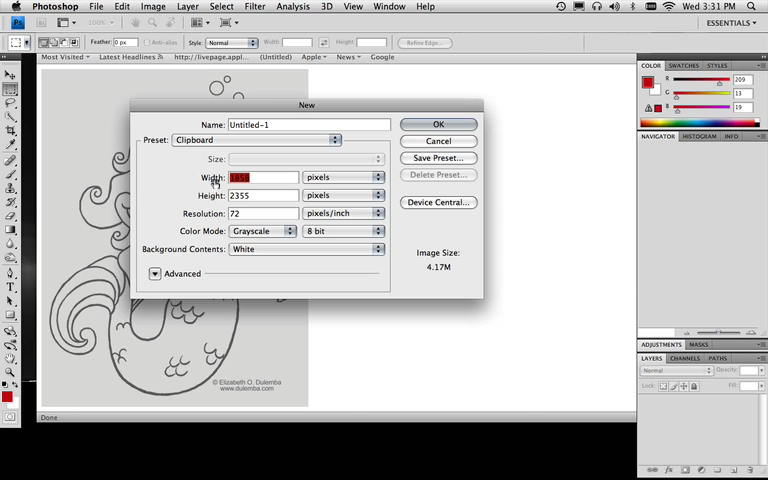 Photoshop File Edit Image Layer Select Filter Analysis 3D View Window Help Wed 3:31 PM
Ps 100% ESSENTIALS
Feather: 0 px Anti-alias Style: Normal Width: Height: Refine Edge...
Most Visited Latest Headlines http://livepage.appl... (Untitled) Apple News Google
COLOR SWATCHES STYLES
R 209
G 13
B 19
NAVIGATOR HISTOGRAM INFO
New
Name: Untitled-1 OK
Preset: Clipboard Cancel
Size: Save Preset...
Width: pixels Delete Preset...
Height: 2355 pixels
Resolution: 72 pixels/inch Device Central...
Color Mode: Grayscale 8 bit
Background Contents: White
Image Size:
4.17M
Advanced
ADJUSTMENTS MASKS
LAYERS CHANNELS PATHS
Normal Opacity:
Lock: Fill:
© Elizabeth O. Dulemba
www.dulemba.com
Done